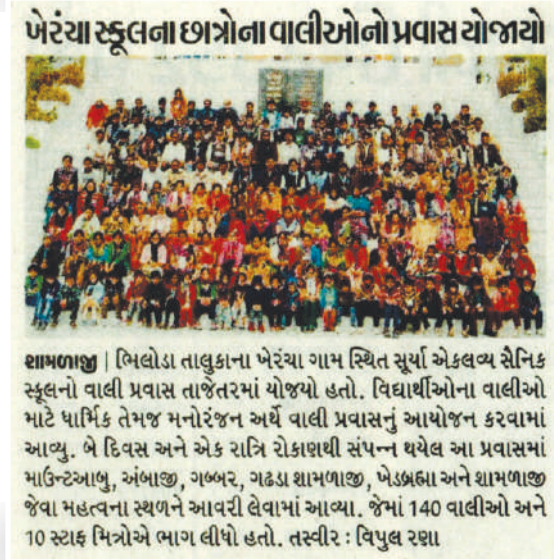 ખેરંચા સ્કૂલના છાત્રોના વાલીઓનો પ્રવાસ યોજાયો
શામળાજી | ભિલોડા તાલુકાના ખેરંચા ગામ સ્થિત સૂર્યા એકલવ્ય સૈનિક
સ્કૂલનો વાલી પ્રવાસ તાજેતરમાં યોજયો હતો. વિદ્યાર્થીઓના વાલીઓ
માટે ધાર્મિક તેમજ મનોરંજન અર્થે વાલી પ્રવાસનું આયોજન કરવામાં
આવ્યુ. બે દિવસ અને એક રાત્રિ રોકાણથી સંપન્ન થયેલ આ પ્રવાસમાં
માઉન્ટઆબુ, અંબાજી, ગબ્બર, ગઢડા શામળાજી, ખેડબ્રહ્મા અને શામળાજી
જેવા મહત્વના સ્થળને આવરી લેવામાં આવ્યા. જેમાં 140 વાલીઓ અને
10 સ્ટાફ મિત્રોએ ભાગ લીધો હતો. તસ્વીર : વિપુલ રણા